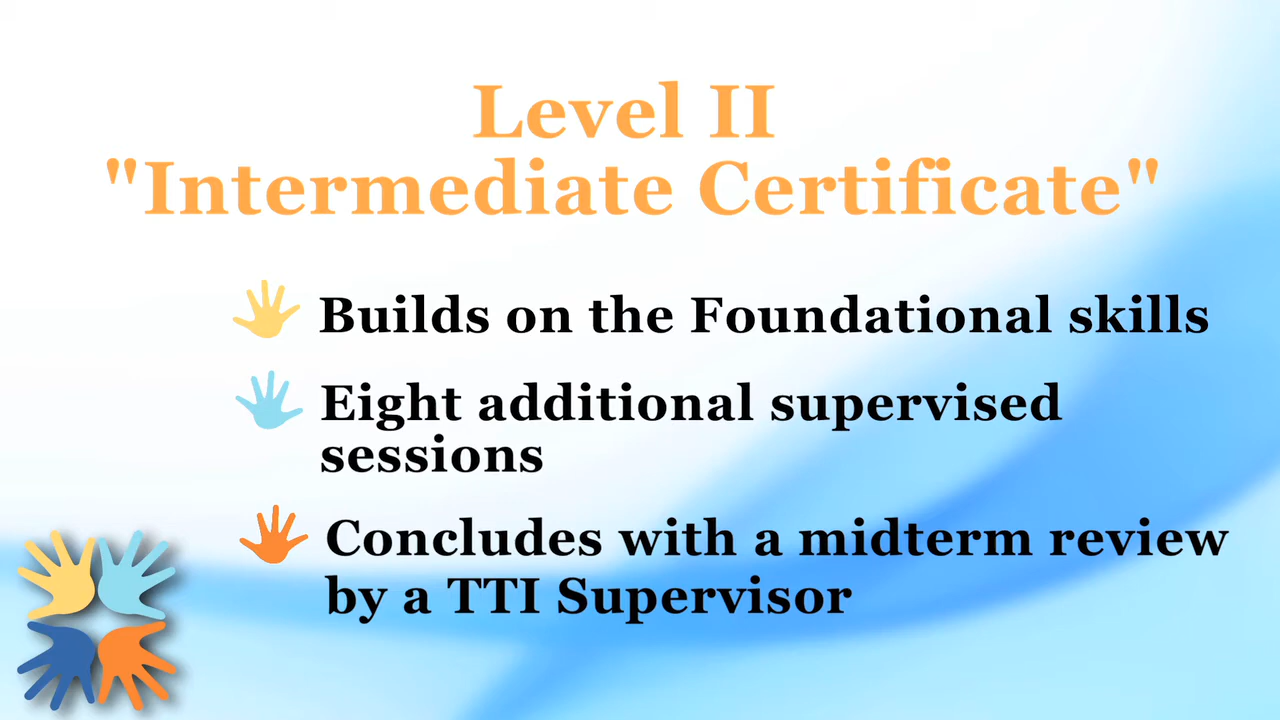 Level II
"Intermediate Certificate"
Builds on the Foundational skills
Eight additional supervised
sessions
Concludes with a midterm review
by a TTI Supervisor